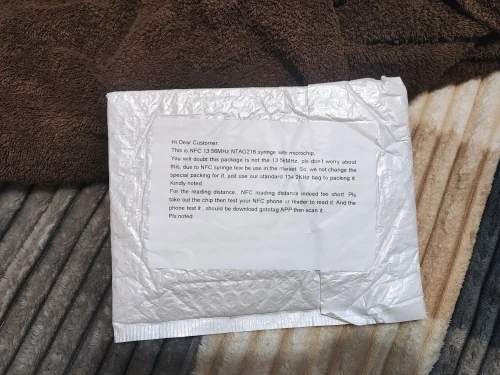 Hi Dear Customer
This is NFC 13.56MHz NTAG216 syringe with microchip,
You will doubt this package is not the 13.56MHz, pls don't worry about
this, due to NFC syringe few be use in the market. So, we not change the
special packing for it, just use our standard 134.2KHz bag to packing it.
Kindly noted.
For the reading distance, NFC reading distance indeed too short, Pls
take out the chip then test your NFC phone or reader to read it. And the
phone test it , should be download gototag APP then scan it.
Pls noted.